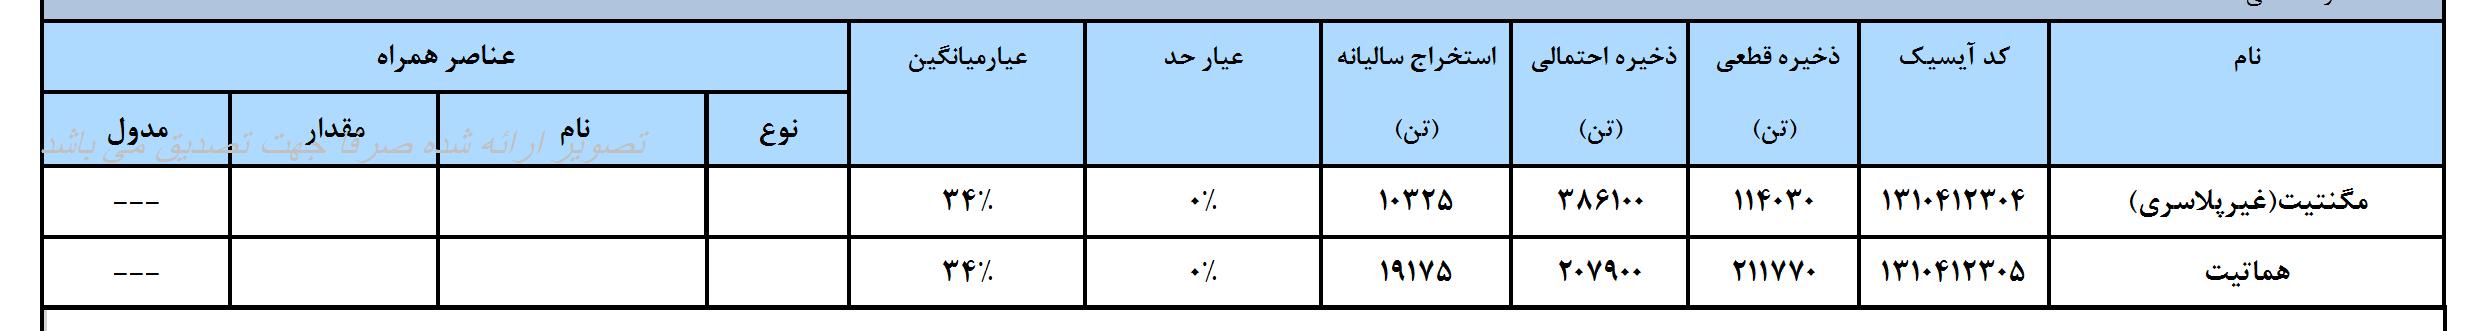 نام کد آیسیک ذخیره قطعی ذخیره احتمالی استخراج سالیانه عیار حد عیارمیانگین عناصر همراه
(تن) (تن) (تن) نوع نام مقدار مدول
تصویر ارائه شده صرفا جهت تصدیق می باشد
مگنتیت(غیرپلاسری) ۱۳۱۰۴۱۲۳۰۴ ۱۱۴۰۳۰ ۳۸۶۱۰۰ ۱۰۳۲۵ ۰٪ ۳۴٪ ---
هماتیت ۱۳۱۰۴۱۲۳۰۵ ۲۱۱۷۷۰ ۲۰۷۹۰۰ ۱۹۱۷۵ ۰٪ ۳۴٪ ---